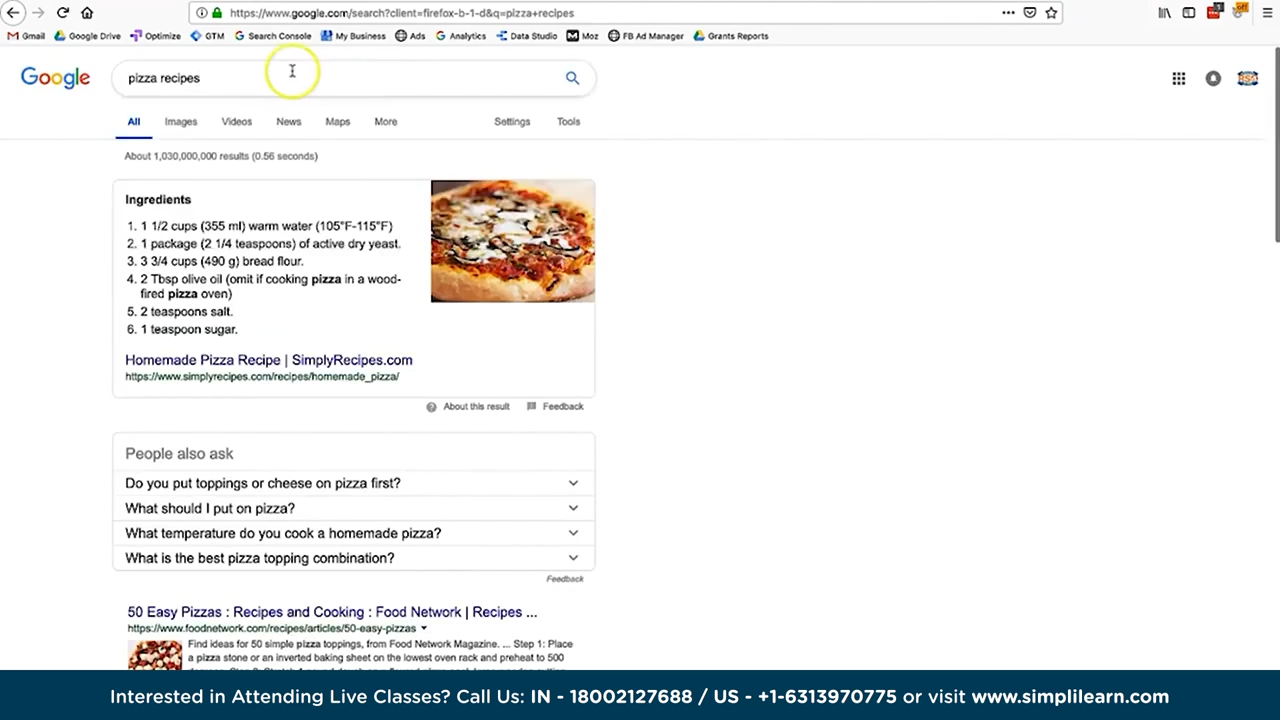 https://www.google.com/search?client=firefox-b-1-d&q=pizza+recipes
Gmail Google Drive Optimize GTM Search Console My Business Ads Analytics Data Studio Moz FB Ad Manager Grants Reports
Google pizza recipes
All Images Videos News Maps More Settings Tools
About 1,030,000,000 results (0.56 seconds)
Ingredients
1. 1 1/2 cups (355 ml) warm water (105°F-115°F)
2. 1 package (2 1/4 teaspoons) of active dry yeast.
3. 3 3/4 cups (490 g) bread flour.
4. 2 Tbsp olive oil (omit if cooking pizza in a wood-
fired pizza oven)
5. 2 teaspoons salt.
6. 1 teaspoon sugar.
Homemade Pizza Recipe | SimplyRecipes.com
https://www.simplyrecipes.com/recipes/homemade_pizza/
About this result Feedback
People also ask
Do you put toppings or cheese on pizza first?
What should I put on pizza?
What temperature do you cook a homemade pizza?
What is the best pizza topping combination?
Feedback
50 Easy Pizzas : Recipes and Cooking : Food Network | Recipes ...
https://www.foodnetwork.com/recipes/articles/50-easy-pizzas
Find ideas for 50 simple pizza toppings, from Food Network Magazine. ... Step 1: Place
a pizza stone or an inverted baking sheet on the lowest oven rack and preheat to 500
Interested in Attending Live Classes? Call Us: IN - 18002127688 / US - +1-6313970775 or visit www.simplilearn.com